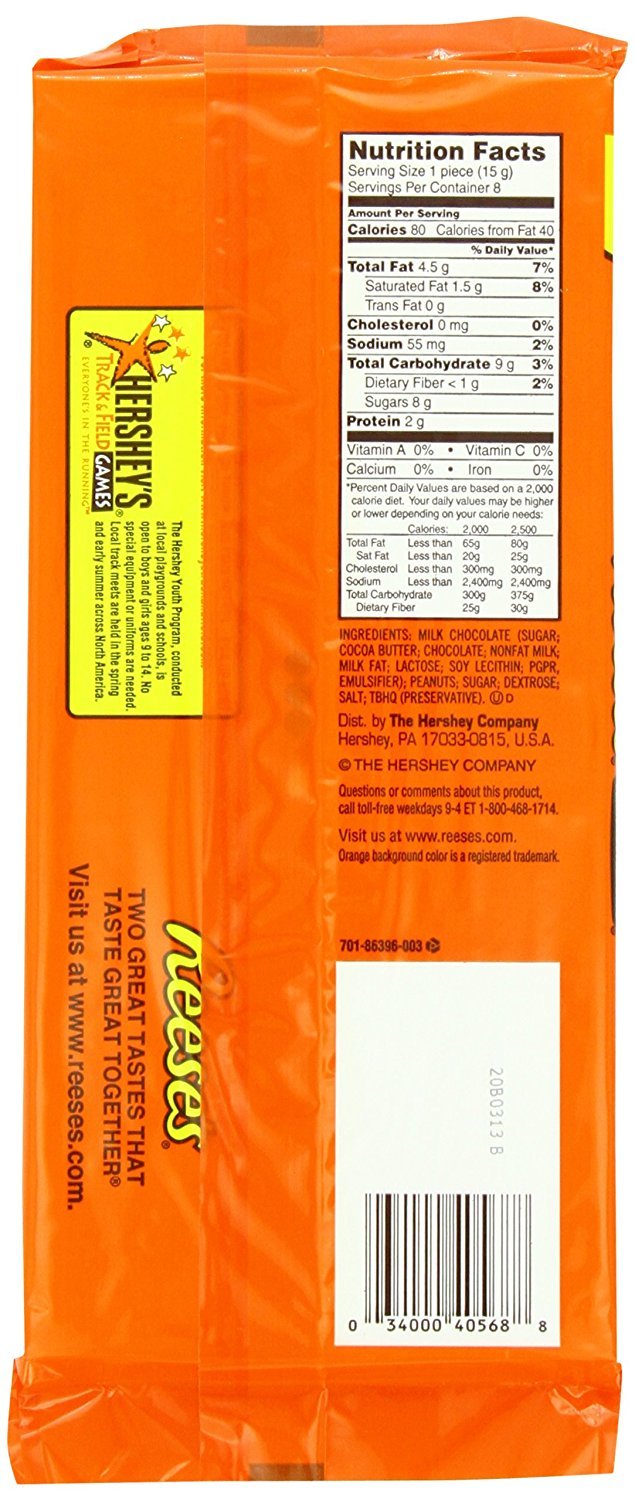 Nutrition Facts
Serving Size 1 piece (15 g)
Servings Per Container 8
Amount Per Serving
Calories 80 Calories from Fat 40
% Daily Value*
Total Fat 4.5 g 7%
Saturated Fat 1.5 g 8%
Trans Fat 0 g
Cholesterol 0 mg 0%
Sodium 55 mg 2%
Total Carbohydrate 9 g 3%
Dietary Fiber < 1 g 2%
Sugars 8 g
Protein 2 g
Vitamin A 0% • Vitamin C 0%
Calcium 0% • Iron 0%
*Percent Daily Values are based on a 2,000
calorie diet. Your daily values may be higher
or lower depending on your calorie needs:
Calories: 2,000 2,500
Total Fat Less than 65g 80g
Sat Fat Less than 20g 25g
Cholesterol Less than 300mg 300mg
Sodium Less than 2,400mg 2,400mg
Total Carbohydrate 300g 375g
Dietary Fiber 25g 30g
INGREDIENTS: MILK CHOCOLATE (SUGAR;
COCOA BUTTER; CHOCOLATE; NONFAT MILK;
MILK FAT; LACTOSE; SOY LECITHIN; PGPR,
EMULSIFIER); PEANUTS; SUGAR; DEXTROSE;
SALT; TBHQ (PRESERVATIVE). Ⓤ D
Dist. by The Hershey Company
Hershey, PA 17033-0815, U.S.A.
© THE HERSHEY COMPANY
Questions or comments about this product,
call toll-free weekdays 9-4 ET 1-800-468-1714.
Visit us at www.reeses.com.
Orange background color is a registered trademark.
701-86396-003
20B0313 B
0 34000 40568 8
HERSHEY'S®
TRACK & FIELD GAMES
EVERYONE'S IN THE RUNNING™
The Hershey Youth Program, conducted
at local playgrounds and schools, is
open to boys and girls ages 9 to 14. No
special equipment or uniforms are needed.
Local track meets are held in the spring
and early summer across North America.
Reese's®
TWO GREAT TASTES THAT
TASTE GREAT TOGETHER®
Visit us at www.reeses.com.